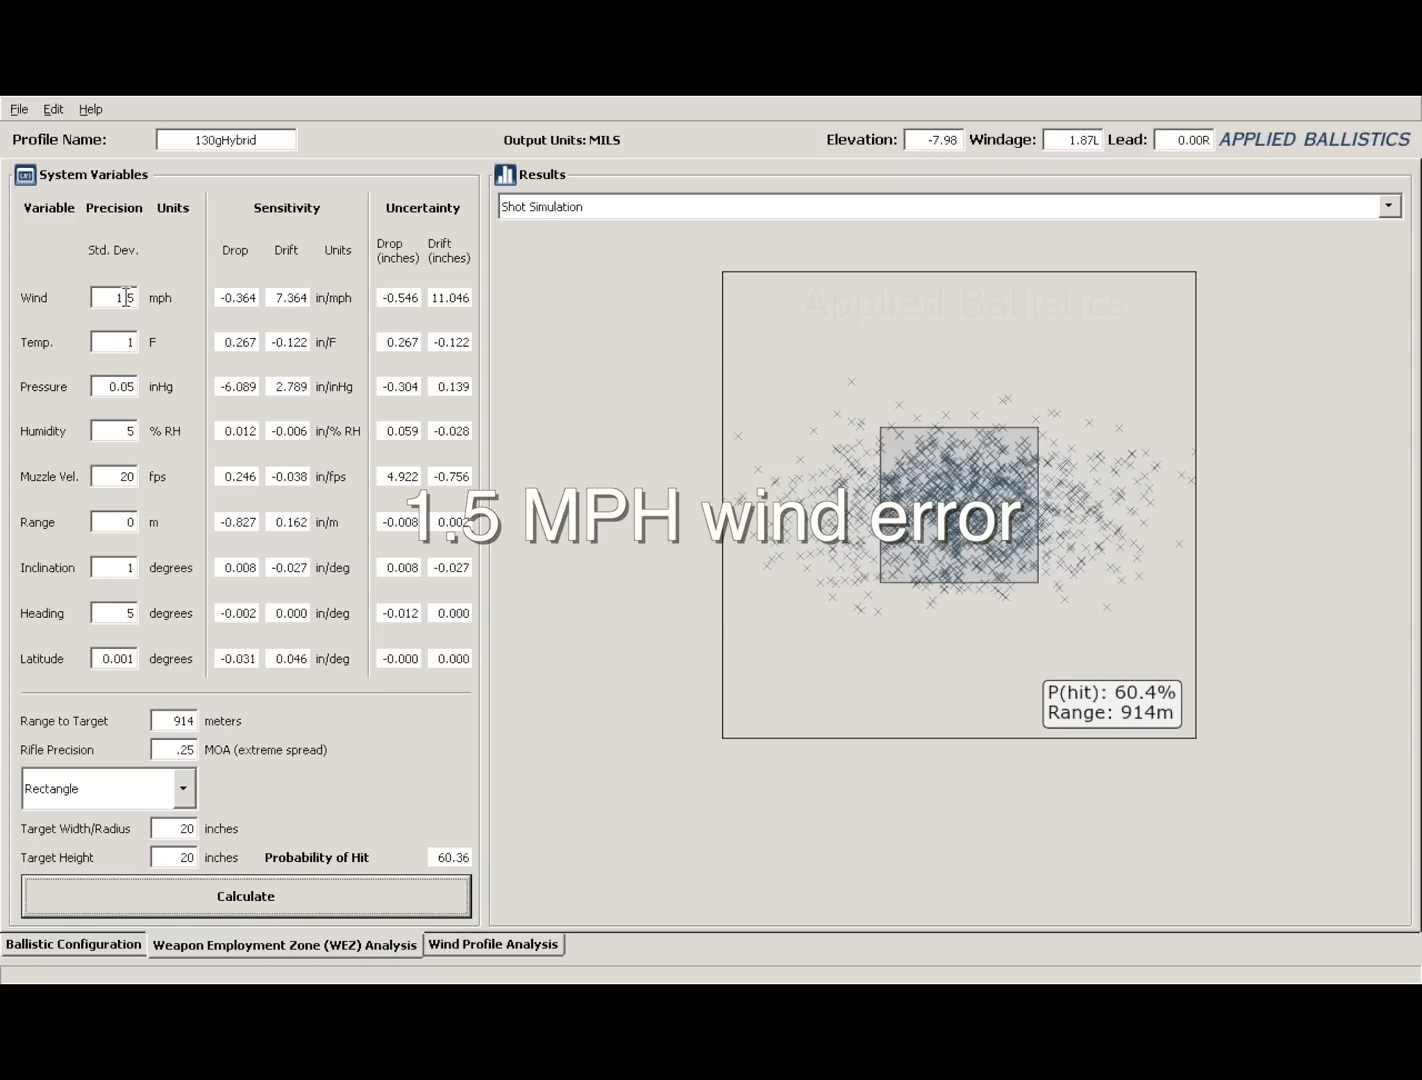 File Edit Help
Profile Name: 130gHybrid Output Units: MILS Elevation: -7.98 Windage: 1.87L Lead: 0.00R APPLIED BALLISTICS
System Variables
Variable Precision Units Sensitivity Uncertainty
Std. Dev. Drop Drift Units Drop (inches) Drift (inches)
Wind 1.5 mph -0.364 7.364 in/mph -0.546 11.046
Temp. 1 F 0.267 -0.122 in/F 0.267 -0.122
Pressure 0.05 inHg -6.089 2.789 in/inHg -0.304 0.139
Humidity 5 % RH 0.012 -0.006 in/% RH 0.059 -0.028
Muzzle Vel. 20 fps 0.246 -0.038 in/fps 4.922 -0.756
Range 0 m -0.827 0.162 in/m -0.008 0.002
Inclination 1 degrees 0.008 -0.027 in/deg 0.008 -0.027
Heading 5 degrees -0.002 0.000 in/deg -0.012 0.000
Latitude 0.001 degrees -0.031 0.046 in/deg -0.000 0.000
Range to Target 914 meters
Rifle Precision .25 MOA (extreme spread)
Rectangle
Target Width/Radius 20 inches
Target Height 20 inches Probability of Hit 60.36
Calculate
Results
Shot Simulation
Applied Ballistics
1.5 MPH wind error
P(hit): 60.4%
Range: 914m
Ballistic Configuration Weapon Employment Zone (WEZ) Analysis Wind Profile Analysis